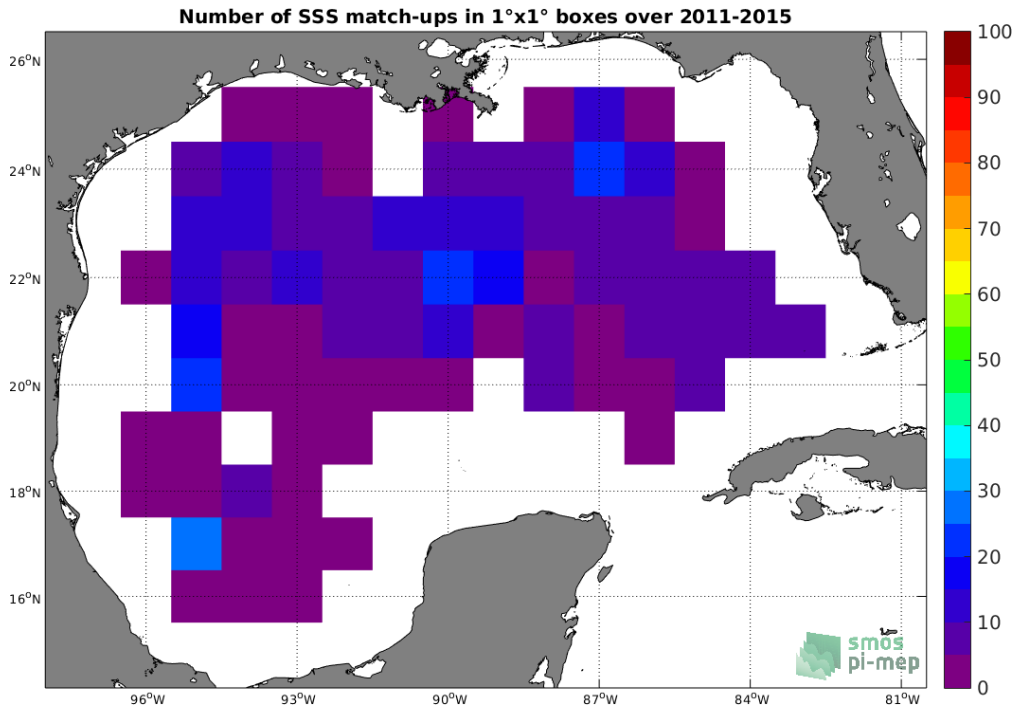 Number of SSS match-ups in 1°x1° boxes over 2011-2015
26°N
24°N
22°N
20°N
18°N
16°N
96°W
93°W
90°W
87°W
84°W
81°W
100
90
80
70
60
50
40
30
20
10
0
smos
pi-mep